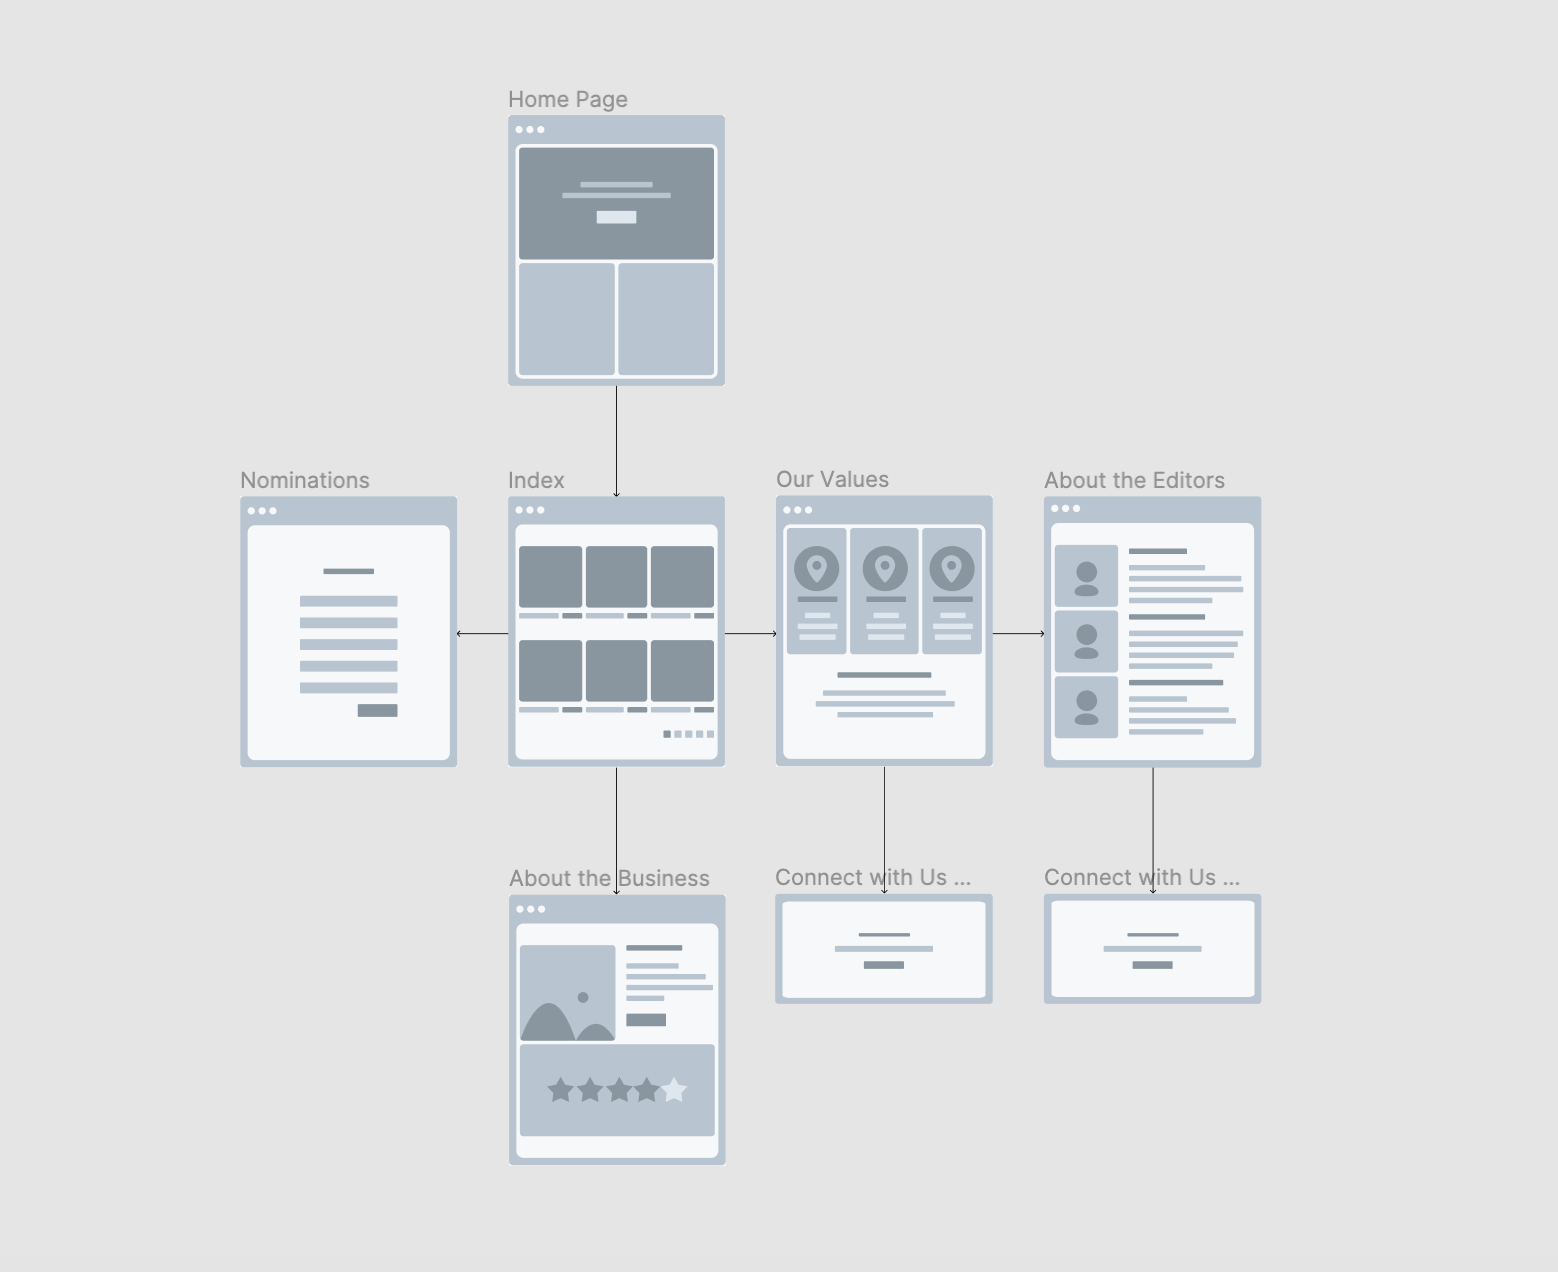 Home Page
Nominations
Index
Our Values
About the Editors
About the Business
Connect with Us ...
Connect with Us ...